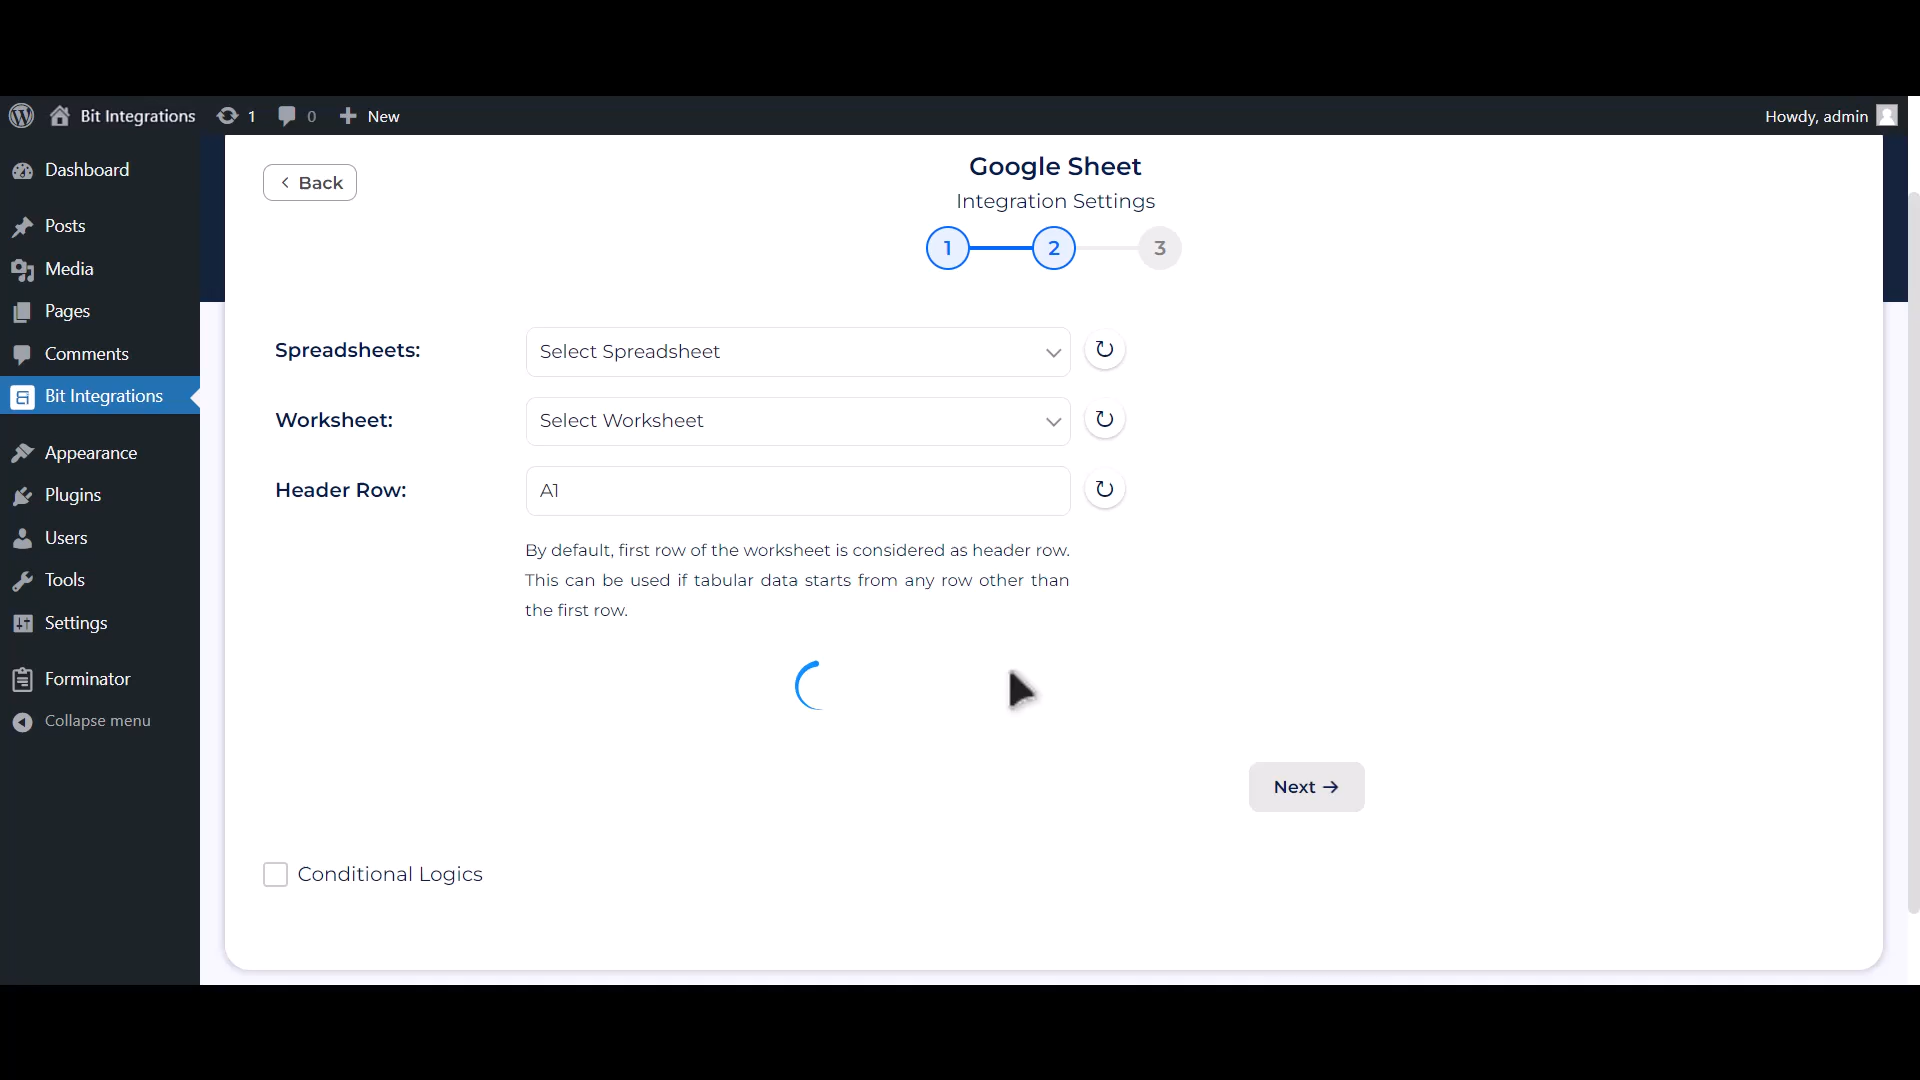 Bit Integrations 1 0 New Howdy, admin
Dashboard
Posts
Media
Pages
Comments
Bit Integrations
Appearance
Plugins
Users
Tools
Settings
Forminator
Collapse menu
Back
Google Sheet
Integration Settings
1 2 3
Spreadsheets: Select Spreadsheet
Worksheet: Select Worksheet
Header Row: A1
By default, first row of the worksheet is considered as header row.
This can be used if tabular data starts from any row other than
the first row.
Next
Conditional Logics